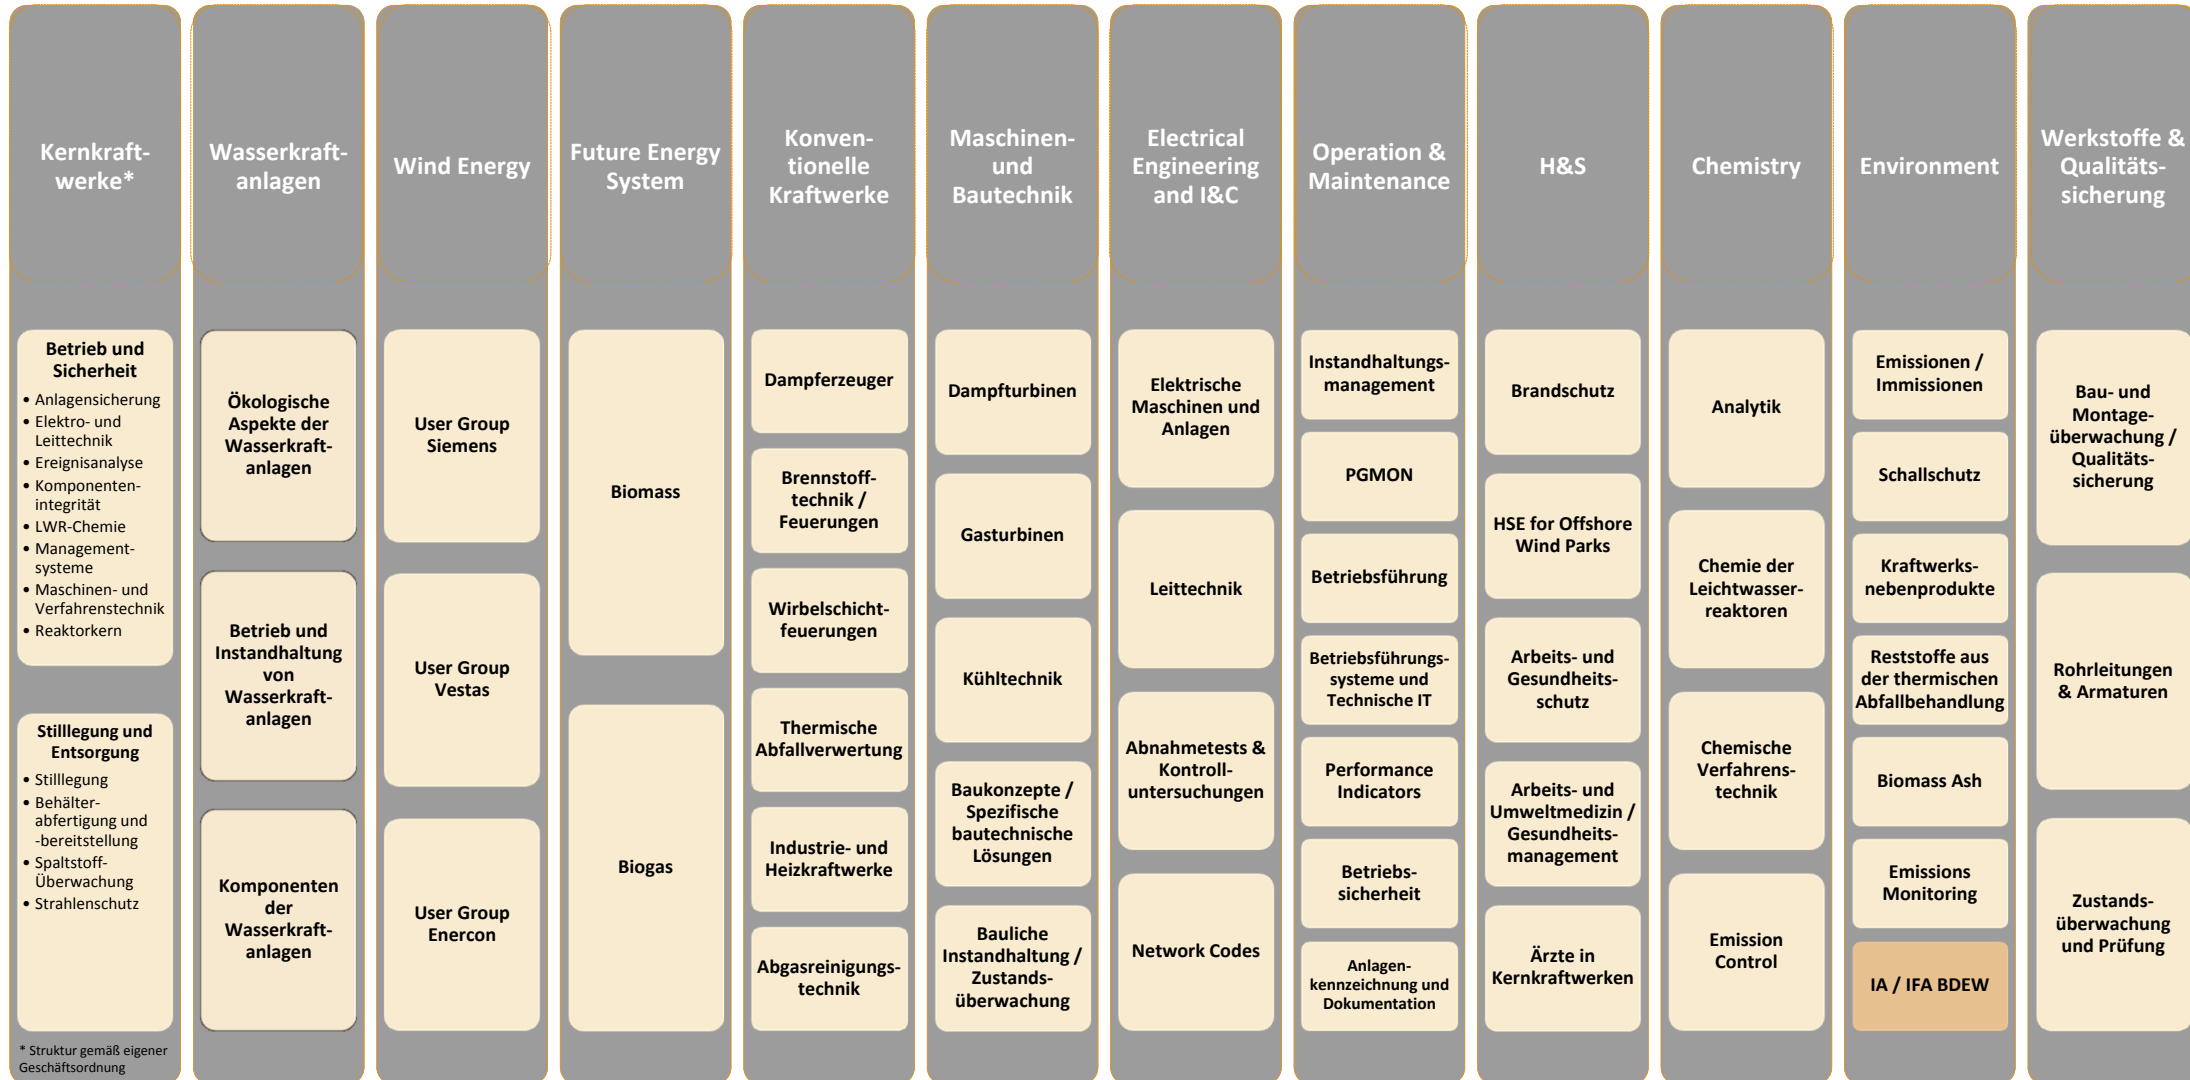 Kernkraft-
werke*
Betrieb und
Sicherheit
• Anlagensicherung
• Elektro- und
Leittechnik
• Ereignisanalyse
• Komponenten-
integrität
• LWR-Chemie
• Management-
systeme
• Maschinen- und
Verfahrenstechnik
• Reaktorkern
Stilllegung und
Entsorgung
• Stilllegung
• Behälter-
abfertigung und
-bereitstellung
• Spaltstoff-
Überwachung
• Strahlenschutz
* Struktur gemäß eigener
Geschäftsordnung
Wasserkraft-
anlagen
Ökologische
Aspekte der
Wasserkraft-
anlagen
Betrieb und
Instandhaltung
von
Wasserkraft-
anlagen
Komponenten
der
Wasserkraft-
anlagen
Wind Energy
User Group
Siemens
User Group
Vestas
User Group
Enercon
Future Energy
System
Biomass
Biogas
Konven-
tionelle
Kraftwerke
Dampferzeuger
Brennstoff-
technik /
Feuerungen
Wirbelschicht-
feuerungen
Thermische
Abfallverwertung
Industrie- und
Heizkraftwerke
Abgasreinigungs-
technik
Maschinen-
und
Bautechnik
Dampfturbinen
Gasturbinen
Kühltechnik
Baukonzepte /
Spezifische
bautechnische
Lösungen
Bauliche
Instandhaltung /
Zustands-
überwachung
Electrical
Engineering
and I&C
Elektrische
Maschinen und
Anlagen
Leittechnik
Abnahmetests &
Kontroll-
untersuchungen
Network Codes
Operation &
Maintenance
Instandhaltungs-
management
PGMON
Betriebsführung
Betriebsführungs-
systeme und
Technische IT
Performance
Indicators
Betriebs-
sicherheit
Anlagen-
kennzeichnung und
Dokumentation
H&S
Brandschutz
HSE for Offshore
Wind Parks
Arbeits- und
Gesundheits-
schutz
Arbeits- und
Umweltmedizin /
Gesundheits-
management
Ärzte in
Kernkraftwerken
Chemistry
Analytik
Chemie der
Leichtwasser-
reaktoren
Chemische
Verfahrens-
technik
Emission
Control
Environment
Emissionen /
Immissionen
Schallschutz
Kraftwerks-
nebenprodukte
Reststoffe aus
der thermischen
Abfallbehandlung
Biomass Ash
Emissions
Monitoring
IA / IFA BDEW
Werkstoffe &
Qualitäts-
sicherung
Bau- und
Montage-
überwachung /
Qualitäts-
sicherung
Rohrleitungen
& Armaturen
Zustands-
überwachung
und Prüfung